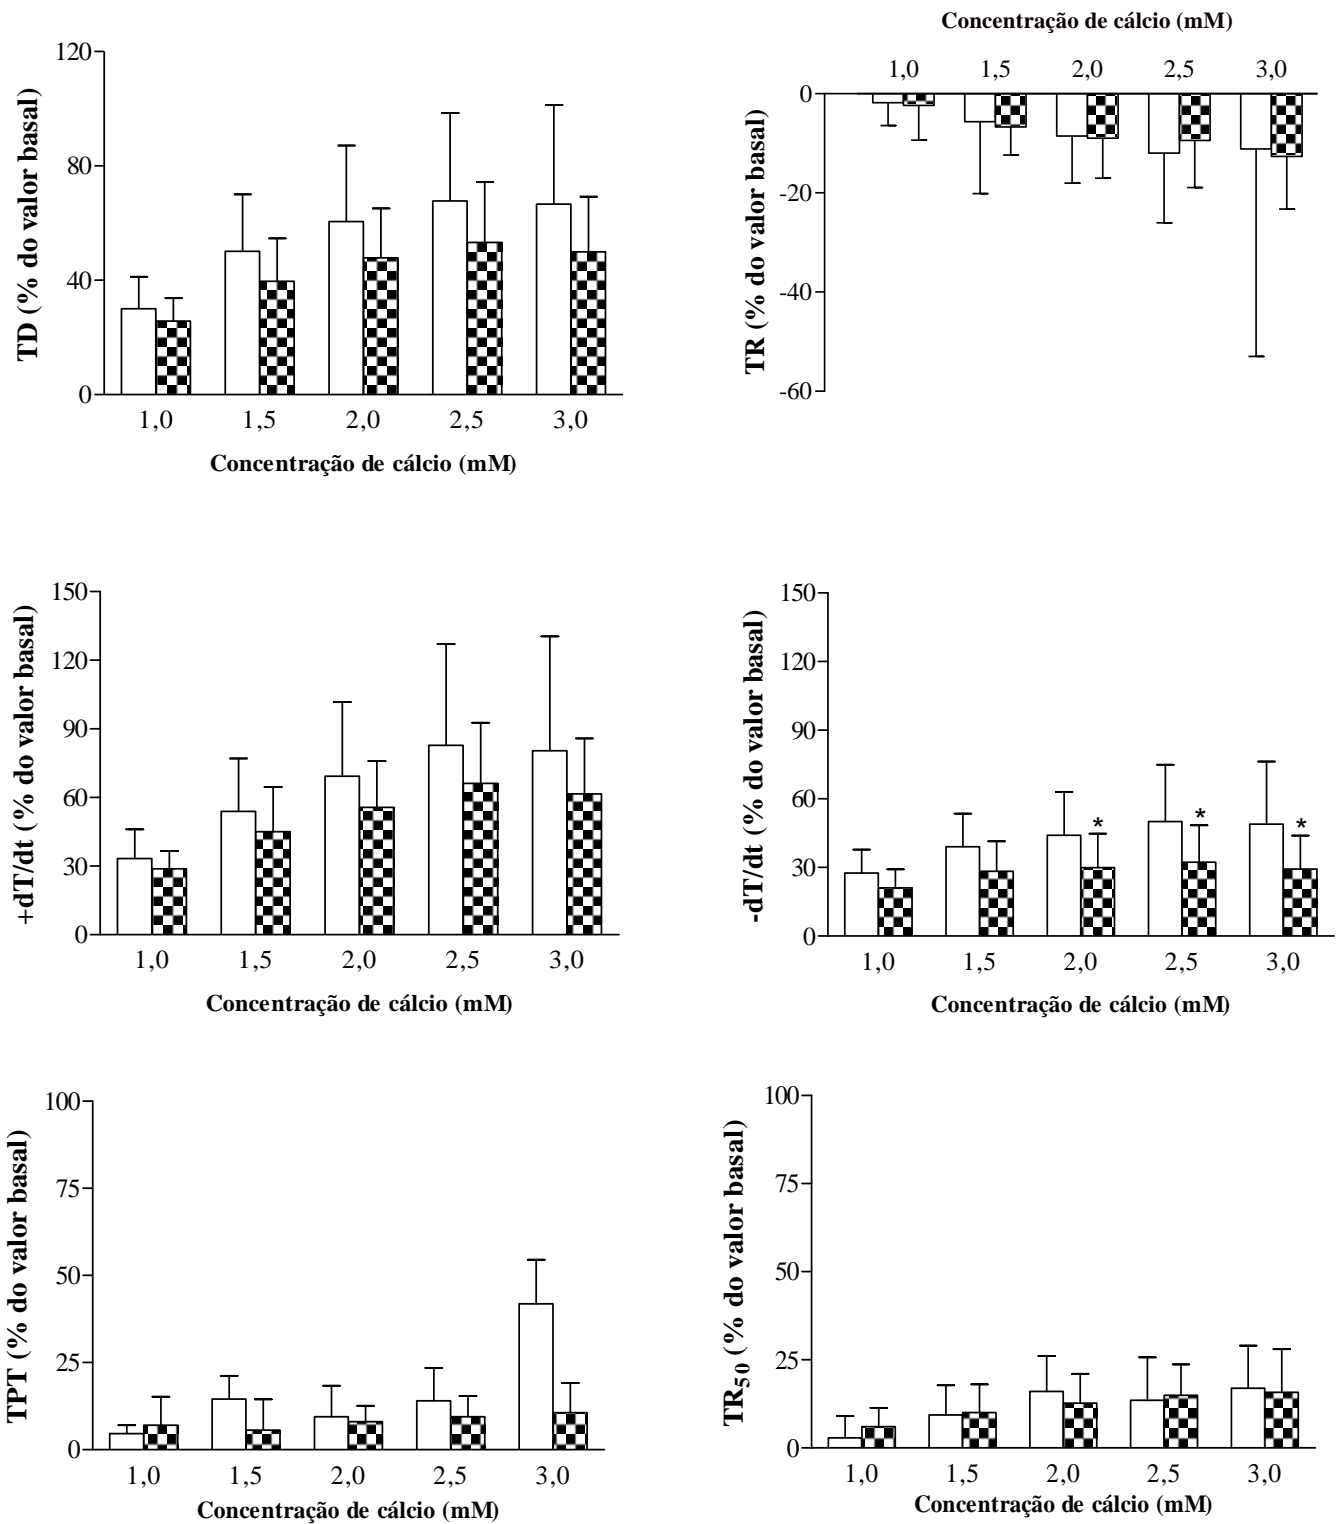 120
80
40
0
TD (% do valor basal)
1,0 1,5 2,0 2,5 3,0
Concentração de cálcio (mM)
Concentração de cálcio (mM)
1,0 1,5 2,0 2,5 3,0
0
-20
-40
-60
TR (% do valor basal)
150
120
90
60
30
0
+dT/dt (% do valor basal)
1,0 1,5 2,0 2,5 3,0
Concentração de cálcio (mM)
150
120
90
60
30
0
-dT/dt (% do valor basal)
* * *
1,0 1,5 2,0 2,5 3,0
Concentração de cálcio (mM)
100
75
50
25
0
TPT (% do valor basal)
1,0 1,5 2,0 2,5 3,0
Concentração de cálcio (mM)
100
75
50
25
0
TR50 (% do valor basal)
1,0 1,5 2,0 2,5 3,0
Concentração de cálcio (mM)